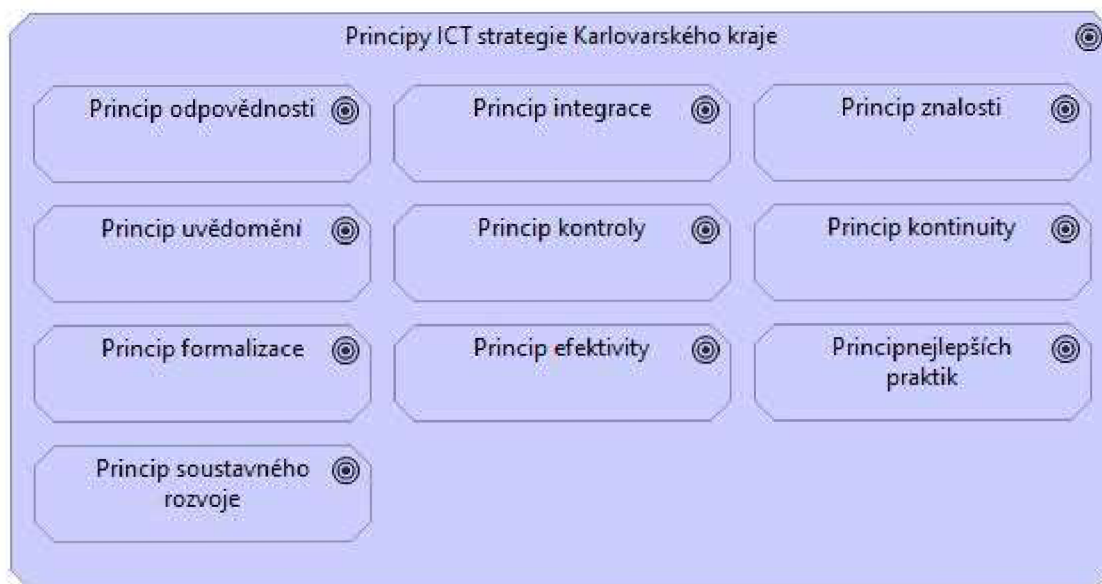 Principy ICT strategie Karlovarského kraje
Princip odpovědnosti
Princip integrace
Princip znalosti
Princip uvědomění
Princip kontroly
Princip kontinuity
Princip formalizace
Princip efektivity
Principnejlepších
praktik
Princip soustavného
rozvoje